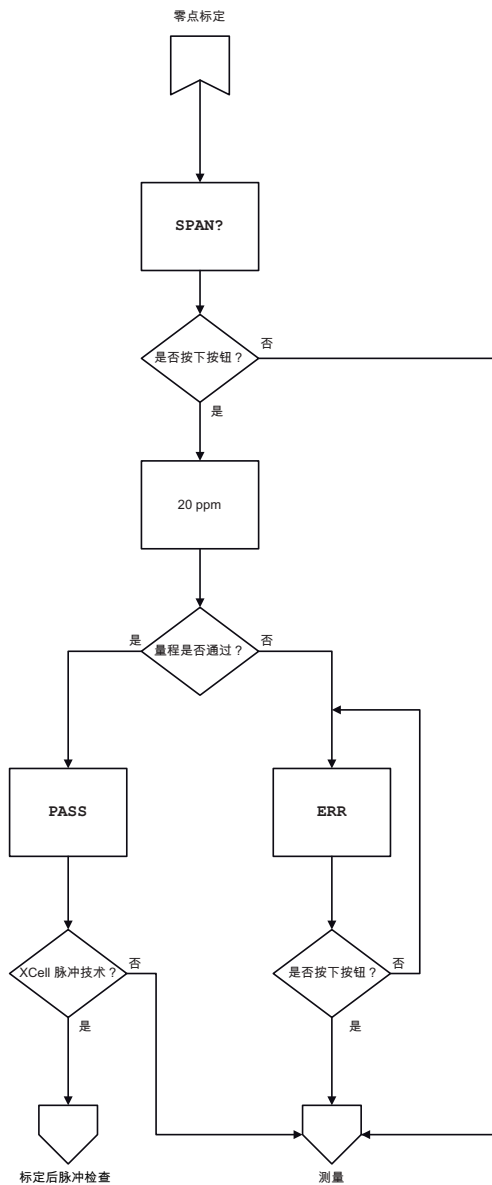 零点标定
SPAN?
是否按下按钮？
否
是
20 ppm
是
量程是否通过？
否
PASS
ERR
XCell 脉冲技术？
否
是否按下按钮？
否
是
是
标定后脉冲检查
测量